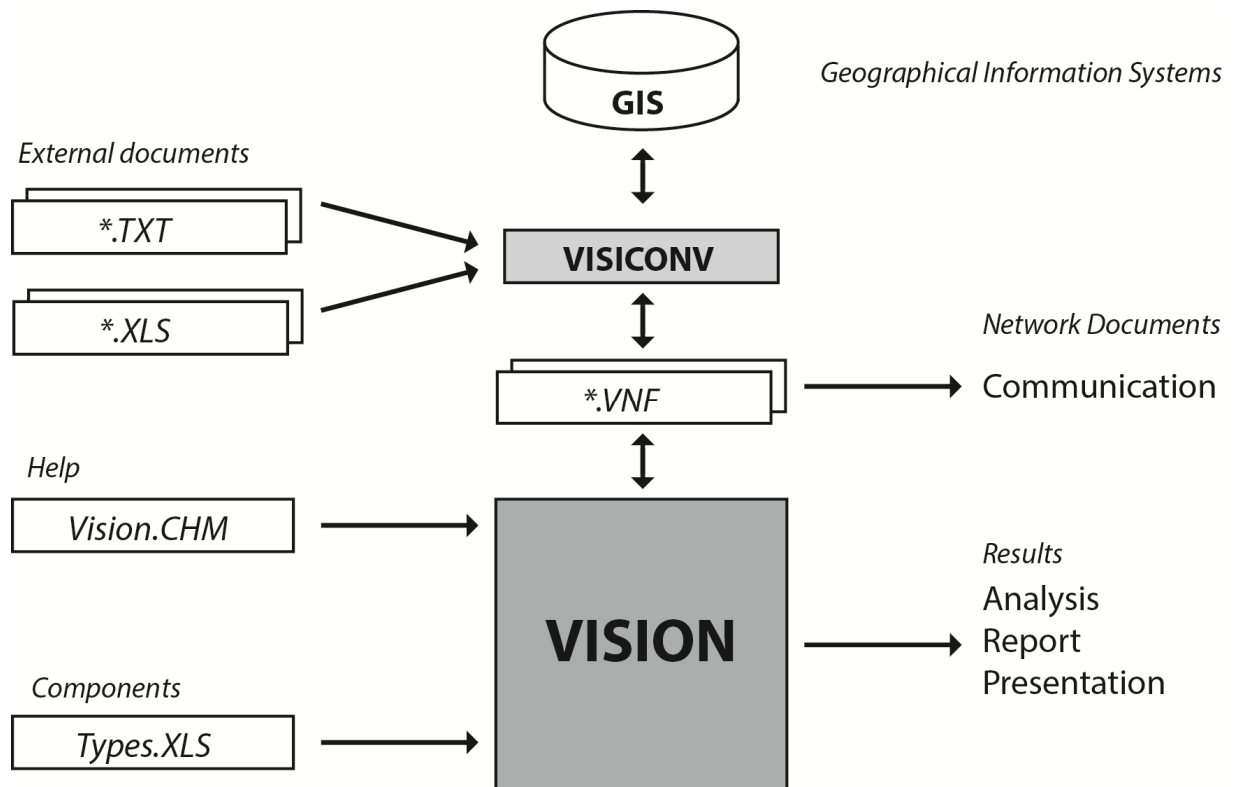 GIS
Geographical Information Systems
External documents
*.TXT
VISICONV
*.XLS
Network Documents
*.VNF
Communication
Help
Vision.CHM
VISION
Results
Analysis
Report
Presentation
Components
Types.XLS